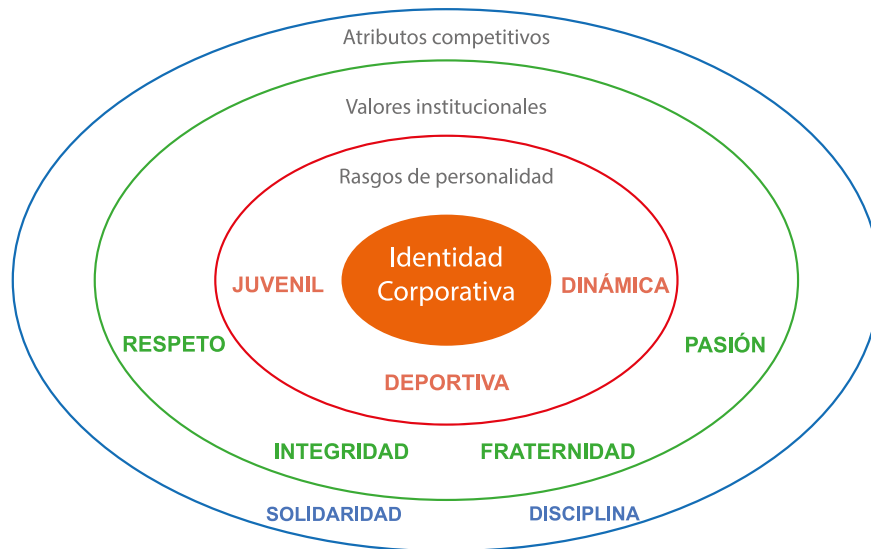 Atributos competitivos
Valores institucionales
Rasgos de personalidad
Identidad
Corporativa
JUVENIL
DINÁMICA
RESPETO
PASIÓN
DEPORTIVA
INTEGRIDAD
FRATERNIDAD
SOLIDARIDAD
DISCIPLINA